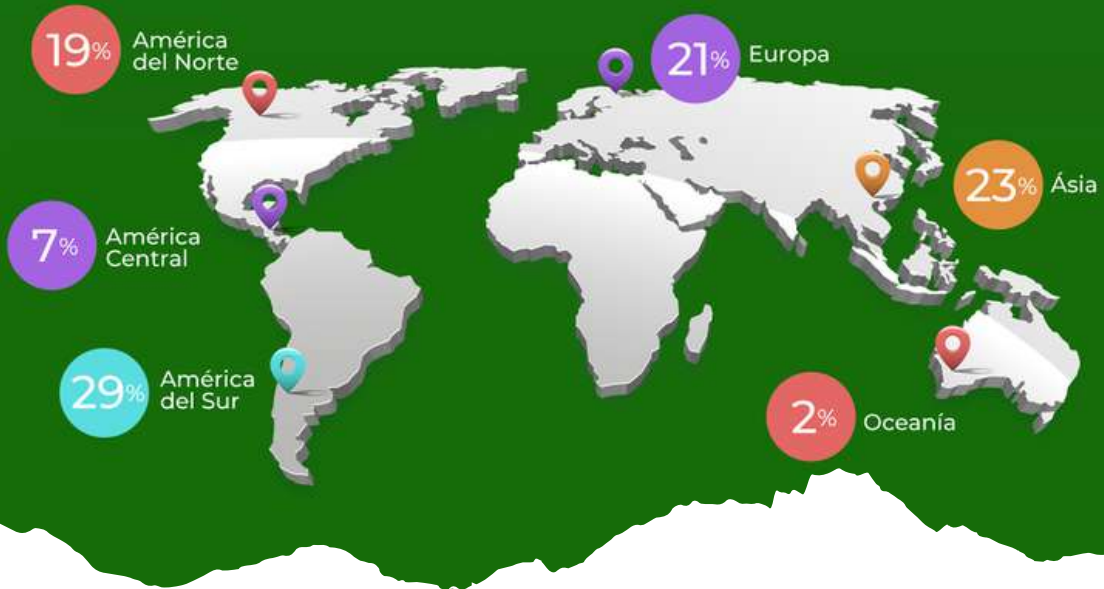 19% América
del Norte
21% Europa
23% Ásia
7% América
Central
29% América
del Sur
2% Oceanía